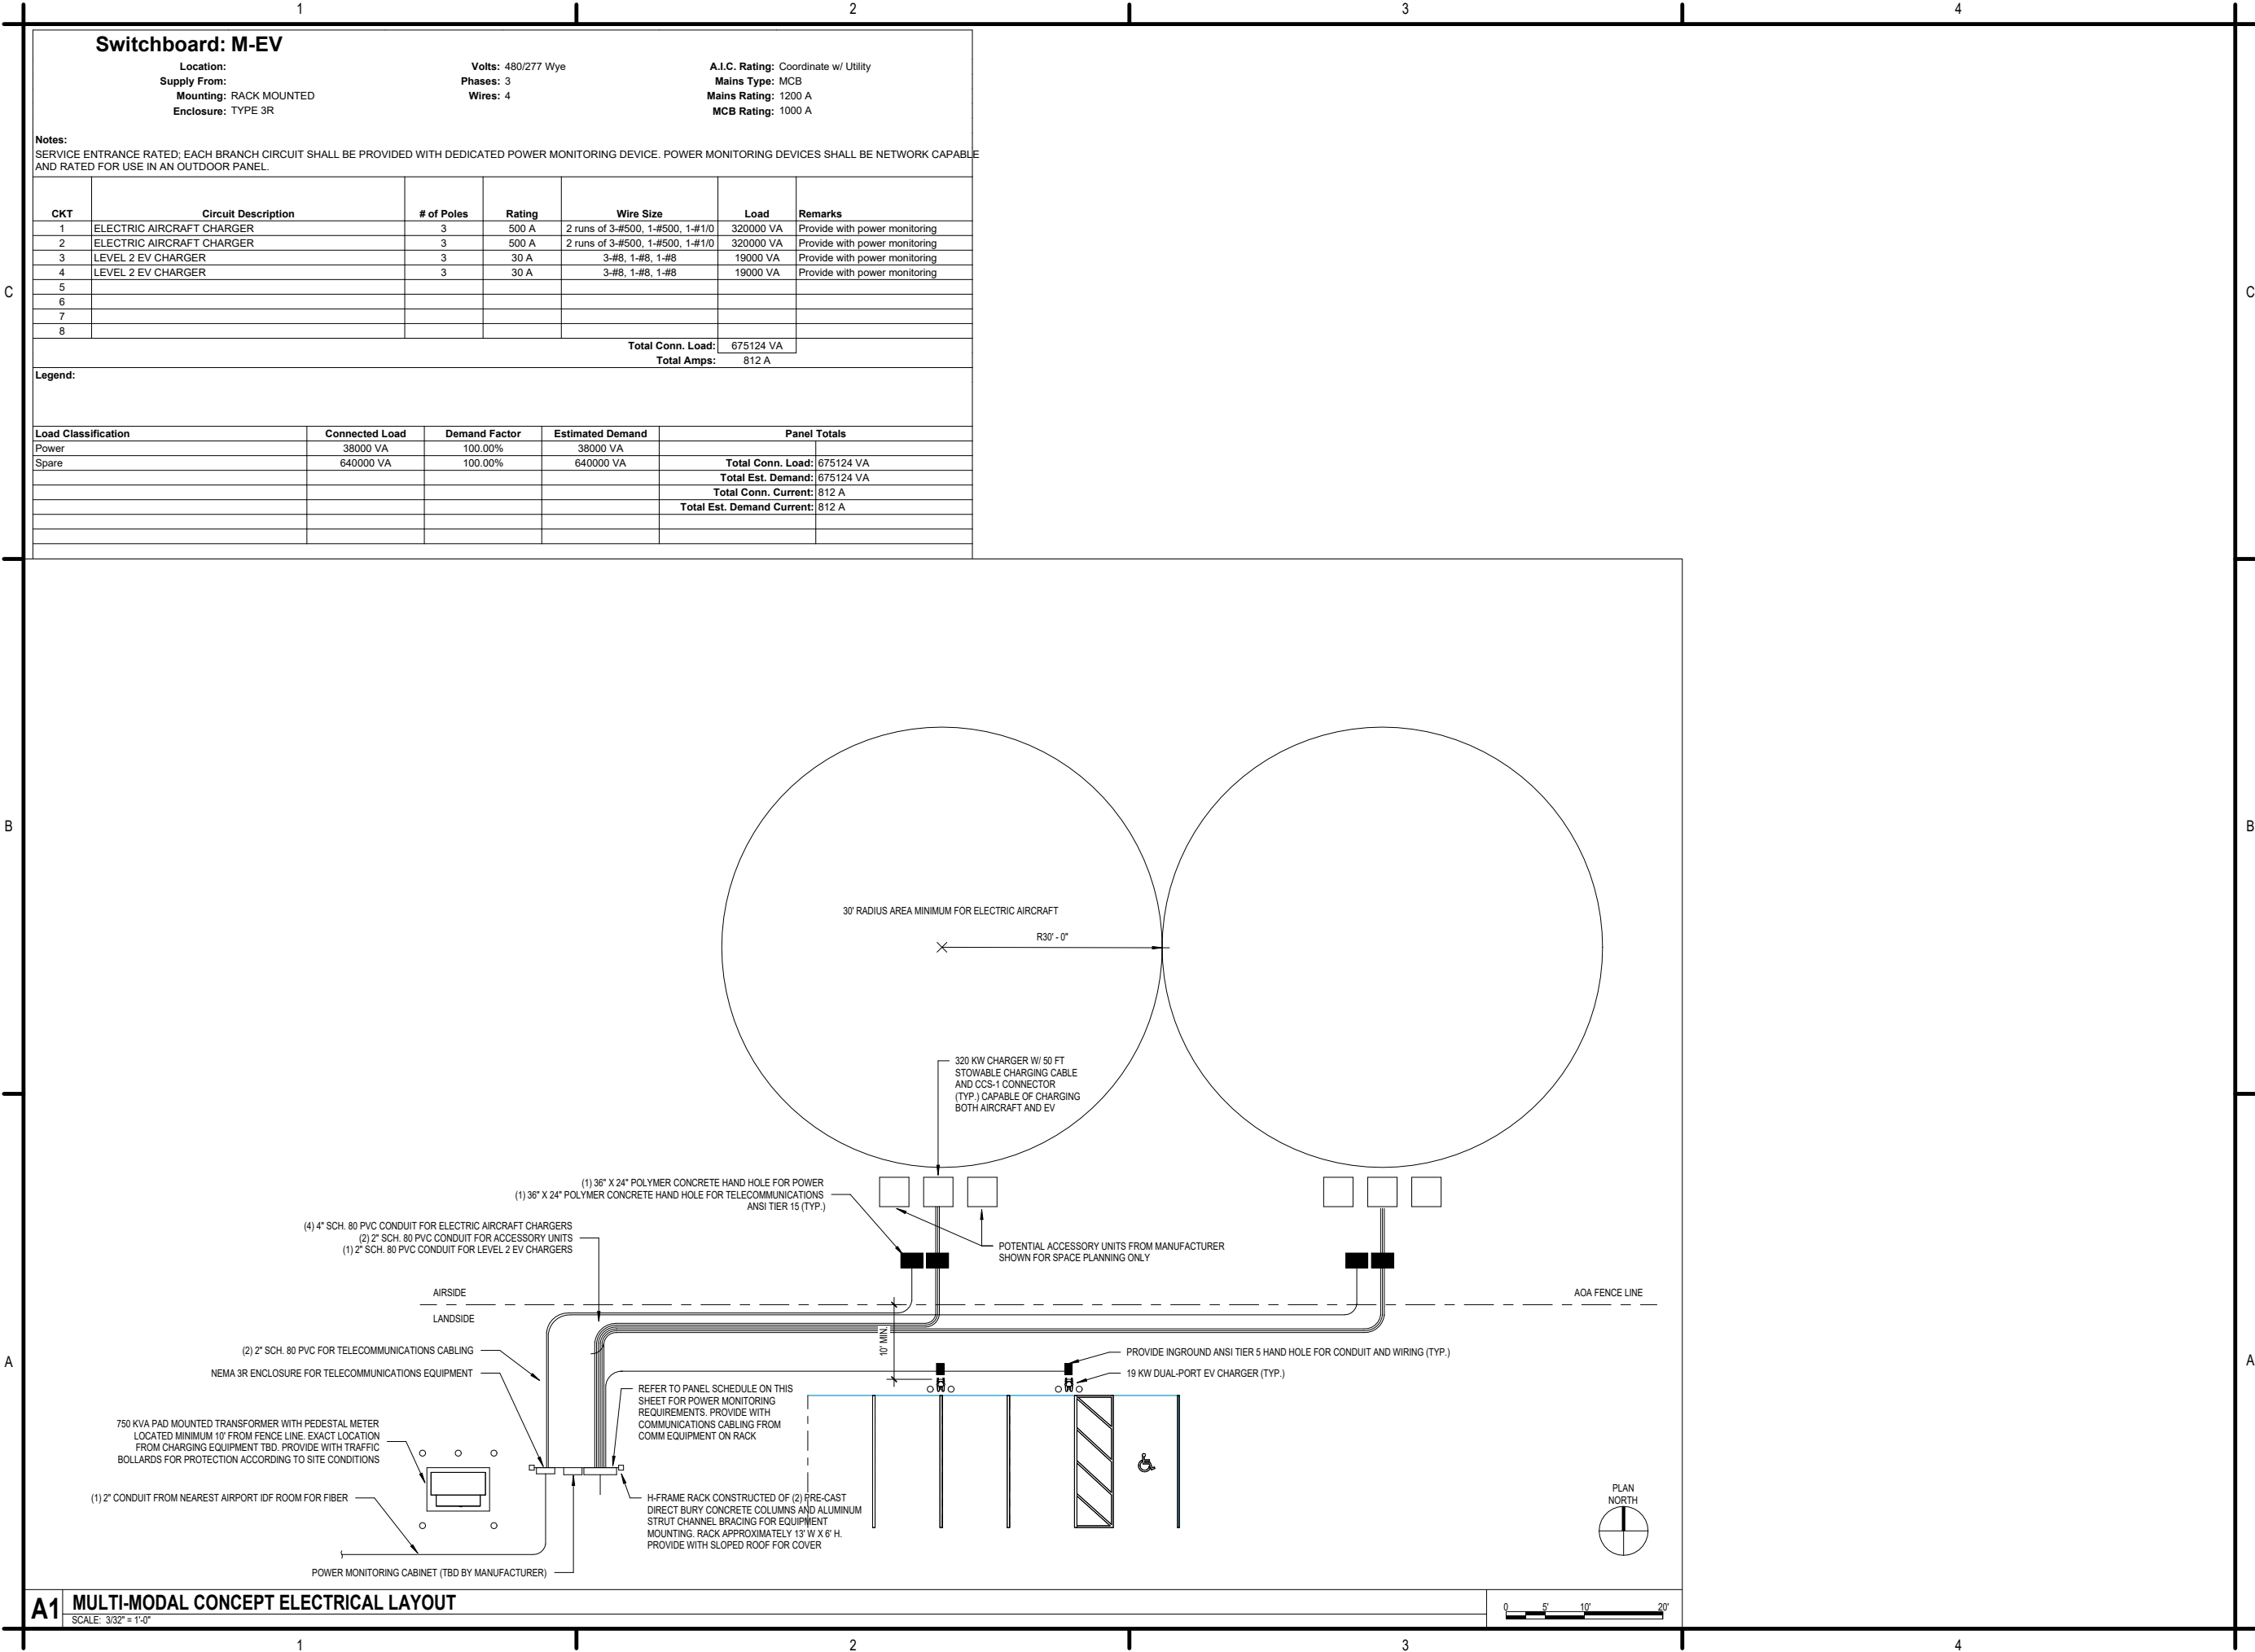 1 2 3 4
Switchboard: M-EV
Location: Volts: 480/277 Wye A.I.C. Rating: Coordinate w/ Utility
Supply From: Phases: 3 Mains Type: MCB
Mounting: RACK MOUNTED Wires: 4 Mains Rating: 1200 A
Enclosure: TYPE 3R MCB Rating: 1000 A
Notes:
SERVICE ENTRANCE RATED; EACH BRANCH CIRCUIT SHALL BE PROVIDED WITH DEDICATED POWER MONITORING DEVICE. POWER MONITORING DEVICES SHALL BE NETWORK CAPABLE
AND RATED FOR USE IN AN OUTDOOR PANEL.
CKT Circuit Description # of Poles Rating Wire Size Load Remarks
1 ELECTRIC AIRCRAFT CHARGER 3 500 A 2 runs of 3-#500, 1-#500, 1-#1/0 320000 VA Provide with power monitoring
2 ELECTRIC AIRCRAFT CHARGER 3 500 A 2 runs of 3-#500, 1-#500, 1-#1/0 320000 VA Provide with power monitoring
3 LEVEL 2 EV CHARGER 3 30 A 3-#8, 1-#8, 1-#8 19000 VA Provide with power monitoring
4 LEVEL 2 EV CHARGER 3 30 A 3-#8, 1-#8, 1-#8 19000 VA Provide with power monitoring
5
6
7
8
Total Conn. Load: 675124 VA
Total Amps: 812 A
Legend:
Load Classification Connected Load Demand Factor Estimated Demand Panel Totals
Power 38000 VA 100.00% 38000 VA
Spare 640000 VA 100.00% 640000 VA Total Conn. Load: 675124 VA
Total Est. Demand: 675124 VA
Total Conn. Current: 812 A
Total Est. Demand Current: 812 A
C C
B B
A A
30' RADIUS AREA MINIMUM FOR ELECTRIC AIRCRAFT
R30' - 0"
320 KW CHARGER W/ 50 FT
STOWABLE CHARGING CABLE
AND CCS-1 CONNECTOR
(TYP.) CAPABLE OF CHARGING
BOTH AIRCRAFT AND EV
(1) 36" X 24" POLYMER CONCRETE HAND HOLE FOR POWER
(1) 36" X 24" POLYMER CONCRETE HAND HOLE FOR TELECOMMUNICATIONS
ANSI TIER 15 (TYP.)
(4) 4" SCH. 80 PVC CONDUIT FOR ELECTRIC AIRCRAFT CHARGERS
(2) 2" SCH. 80 PVC CONDUIT FOR ACCESSORY UNITS
(1) 2" SCH. 80 PVC CONDUIT FOR LEVEL 2 EV CHARGERS
POTENTIAL ACCESSORY UNITS FROM MANUFACTURER
SHOWN FOR SPACE PLANNING ONLY
AIRSIDE
AOA FENCE LINE
LANDSIDE
10' MIN.
(2) 2" SCH. 80 PVC FOR TELECOMMUNICATIONS CABLING
PROVIDE INGROUND ANSI TIER 5 HAND HOLE FOR CONDUIT AND WIRING (TYP.)
NEMA 3R ENCLOSURE FOR TELECOMMUNICATIONS EQUIPMENT
19 KW DUAL-PORT EV CHARGER (TYP.)
REFER TO PANEL SCHEDULE ON THIS
SHEET FOR POWER MONITORING
REQUIREMENTS. PROVIDE WITH
COMMUNICATIONS CABLING FROM
COMM EQUIPMENT ON RACK
750 KVA PAD MOUNTED TRANSFORMER WITH PEDESTAL METER
LOCATED MINIMUM 10' FROM FENCE LINE. EXACT LOCATION
FROM CHARGING EQUIPMENT TBD. PROVIDE WITH TRAFFIC
BOLLARDS FOR PROTECTION ACCORDING TO SITE CONDITIONS
(1) 2" CONDUIT FROM NEAREST AIRPORT IDF ROOM FOR FIBER
H-FRAME RACK CONSTRUCTED OF (2) PRE-CAST
DIRECT BURY CONCRETE COLUMNS AND ALUMINUM
STRUT CHANNEL BRACING FOR EQUIPMENT
MOUNTING. RACK APPROXIMATELY 13' W X 6' H.
PROVIDE WITH SLOPED ROOF FOR COVER
POWER MONITORING CABINET (TBD BY MANUFACTURER)
PLAN
NORTH
A1 MULTI-MODAL CONCEPT ELECTRICAL LAYOUT
SCALE: 3/32" = 1'-0"
0 5' 10' 20'
1 2 3 4